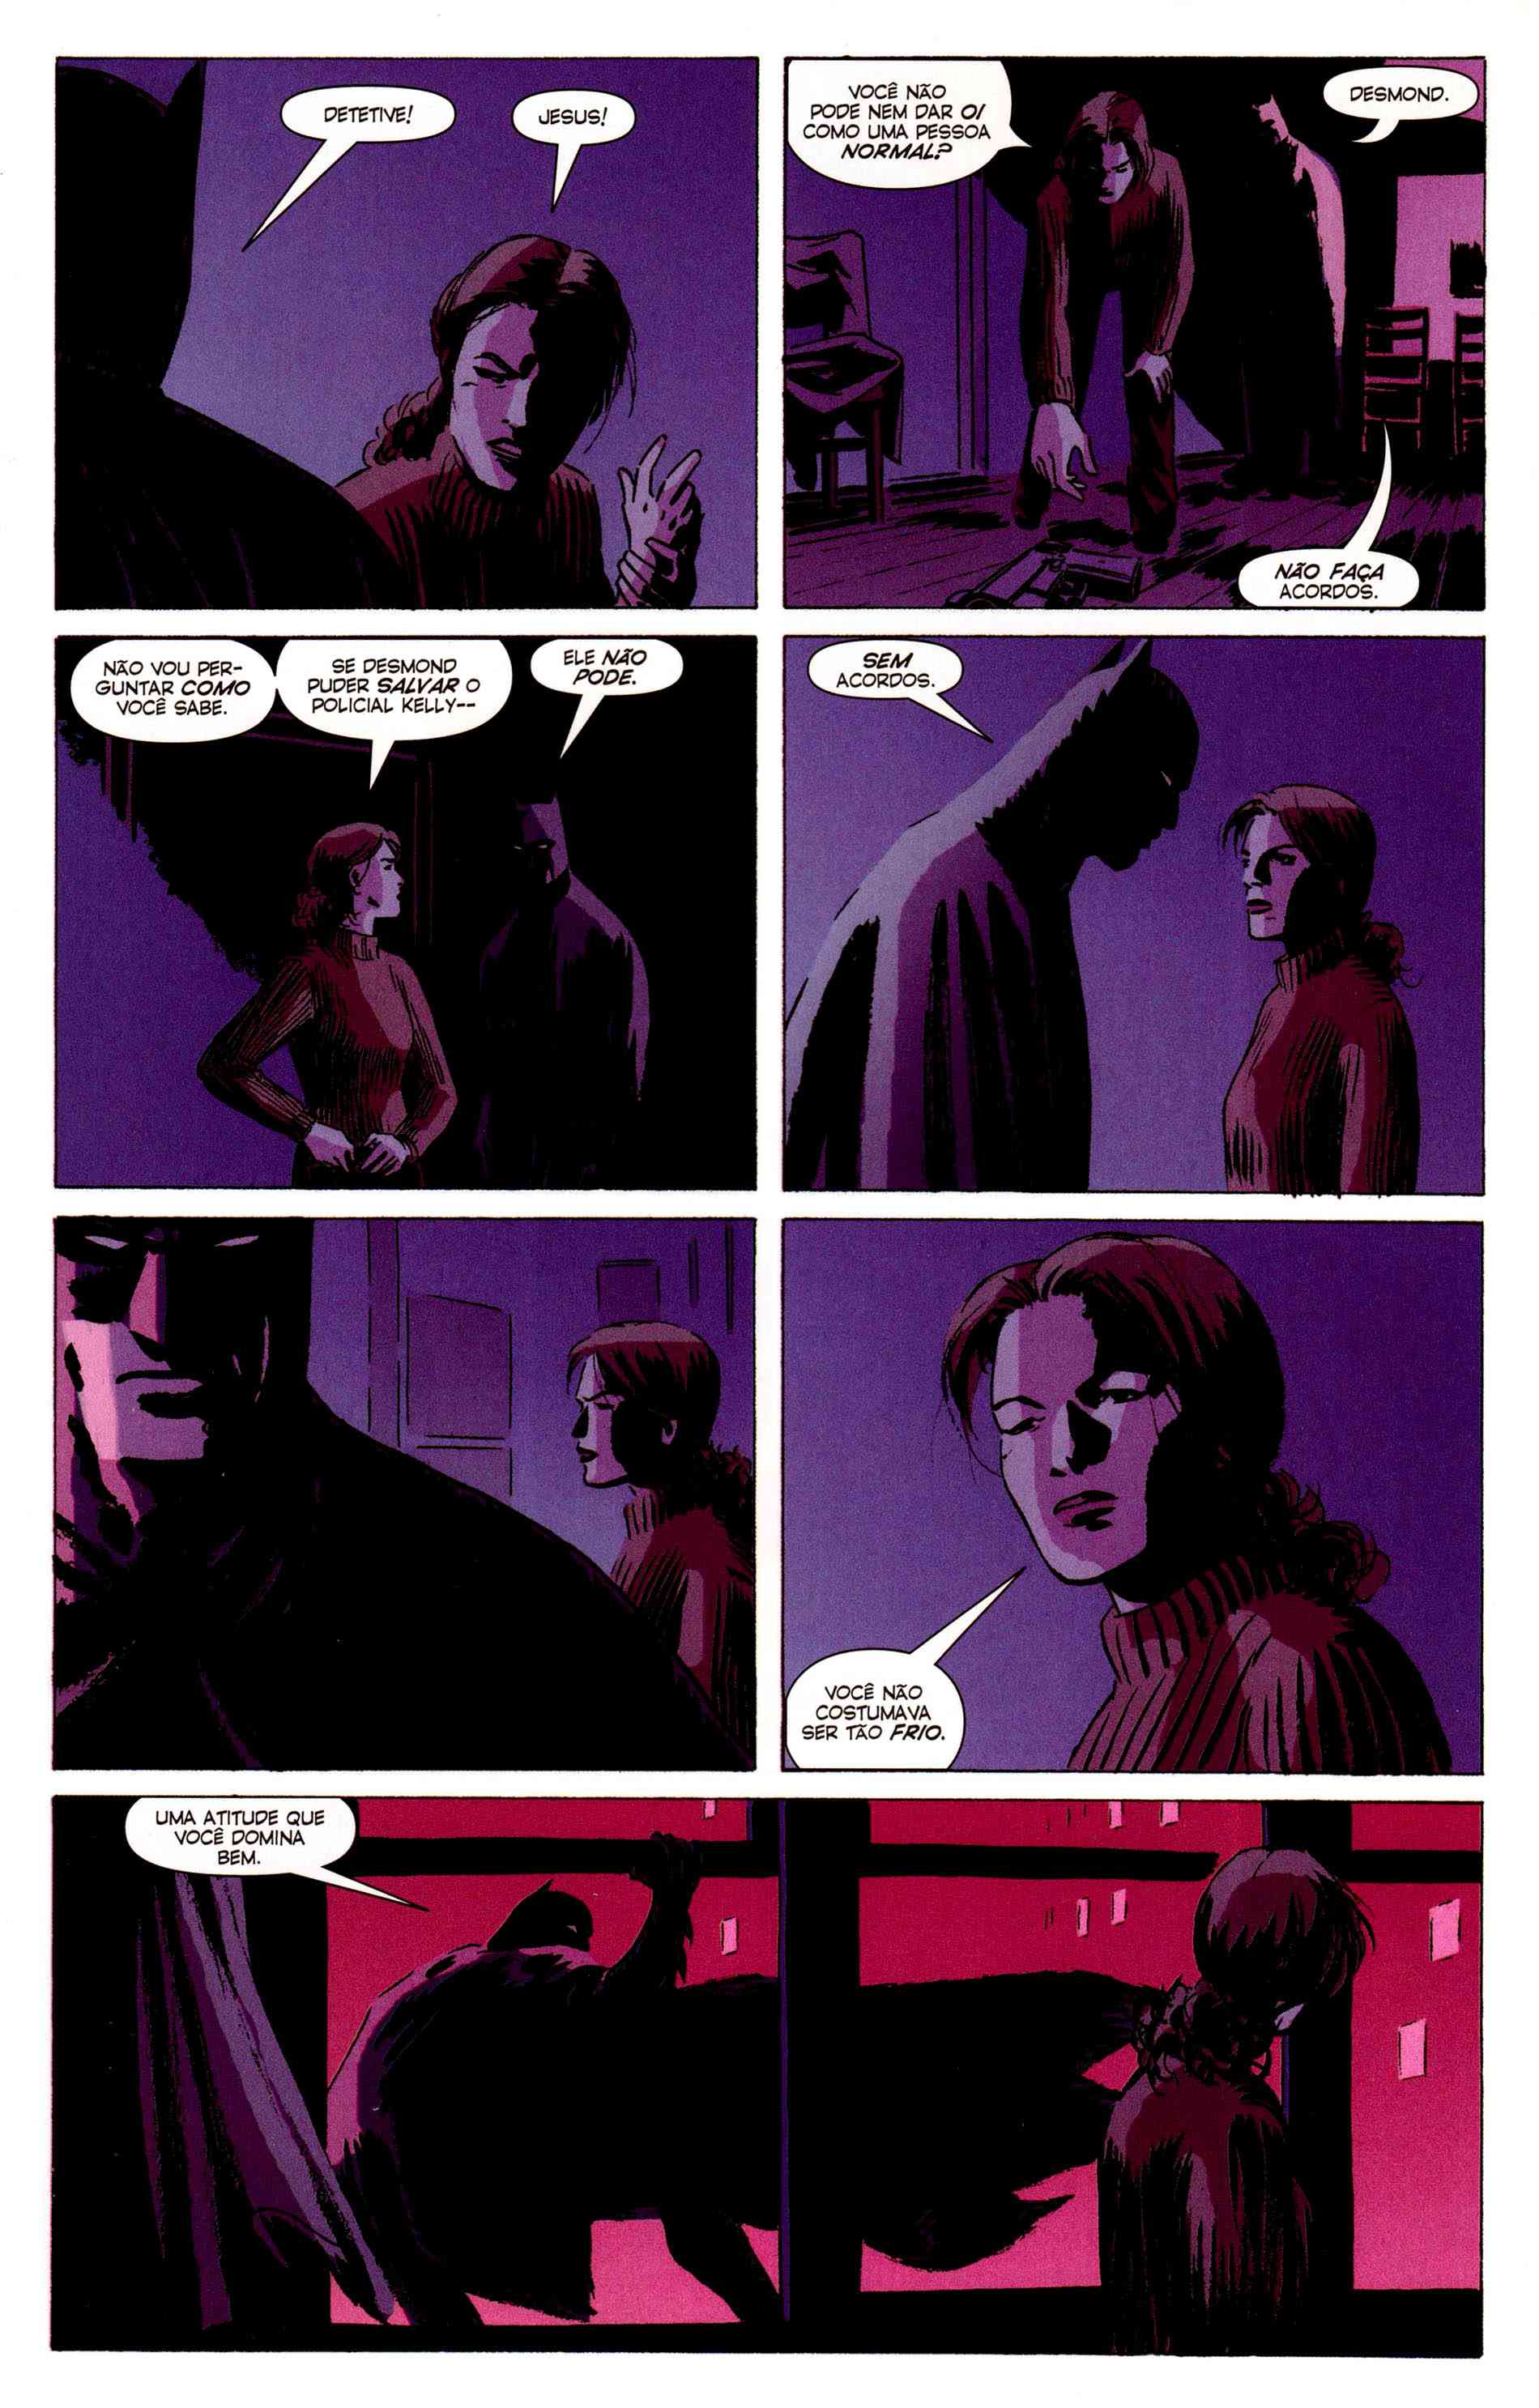 DETETIVE!
JESUS!
VOCÊ NÃO
PODE NEM DAR OI
COMO UMA PESSOA
NORMAL?
DESMOND.
NÃO FAÇA
ACORDOS.
NÃO VOU PER-
GUNTAR COMO
VOCÊ SABE.
SE DESMOND
PUDER SALVAR O
POLICIAL KELLY--
ELE NÃO
PODE.
SEM
ACORDOS.
VOCÊ NÃO
COSTUMAVA
SER TÃO FRIO.
UMA ATITUDE QUE
VOCÊ DOMINA
BEM.